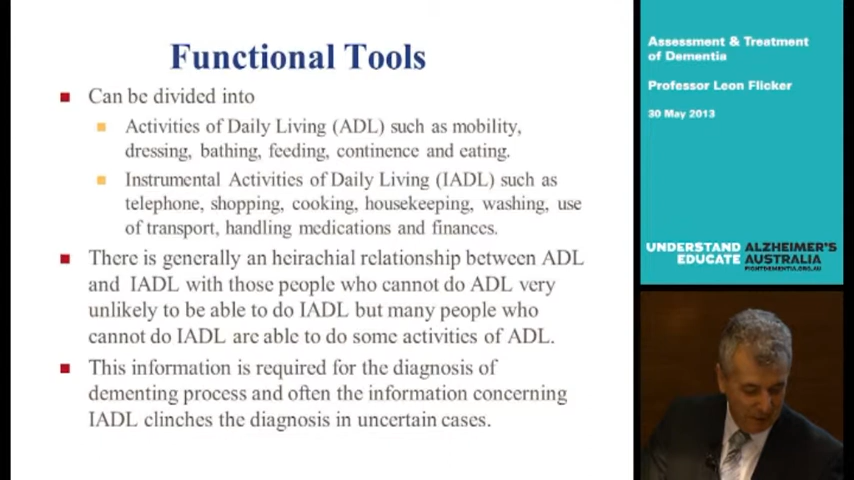 Functional Tools
Can be divided into
Activities of Daily Living (ADL) such as mobility,
dressing, bathing, feeding, continence and eating.
Instrumental Activities of Daily Living (IADL) such as
telephone, shopping, cooking, housekeeping, washing, use
of transport, handling medications and finances.
There is generally an heirachial relationship between ADL
and IADL with those people who cannot do ADL very
unlikely to be able to do IADL but many people who
cannot do IADL are able to do some activities of ADL.
This information is required for the diagnosis of
dementing process and often the information concerning
IADL clinches the diagnosis in uncertain cases.
Assessment & Treatment
of Dementia
Professor Leon Flicker
30 May 2013
UNDERSTAND ALZHEIMER'S
EDUCATE AUSTRALIA
FIGHTDEMENTIA.ORG.AU